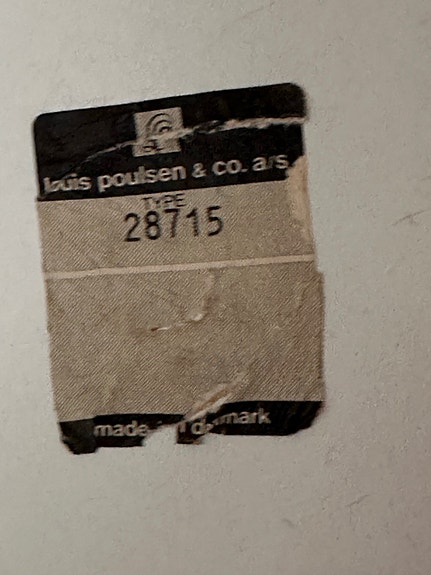 louis poulsen & co. a/s
TYPE
28715
made in denmark